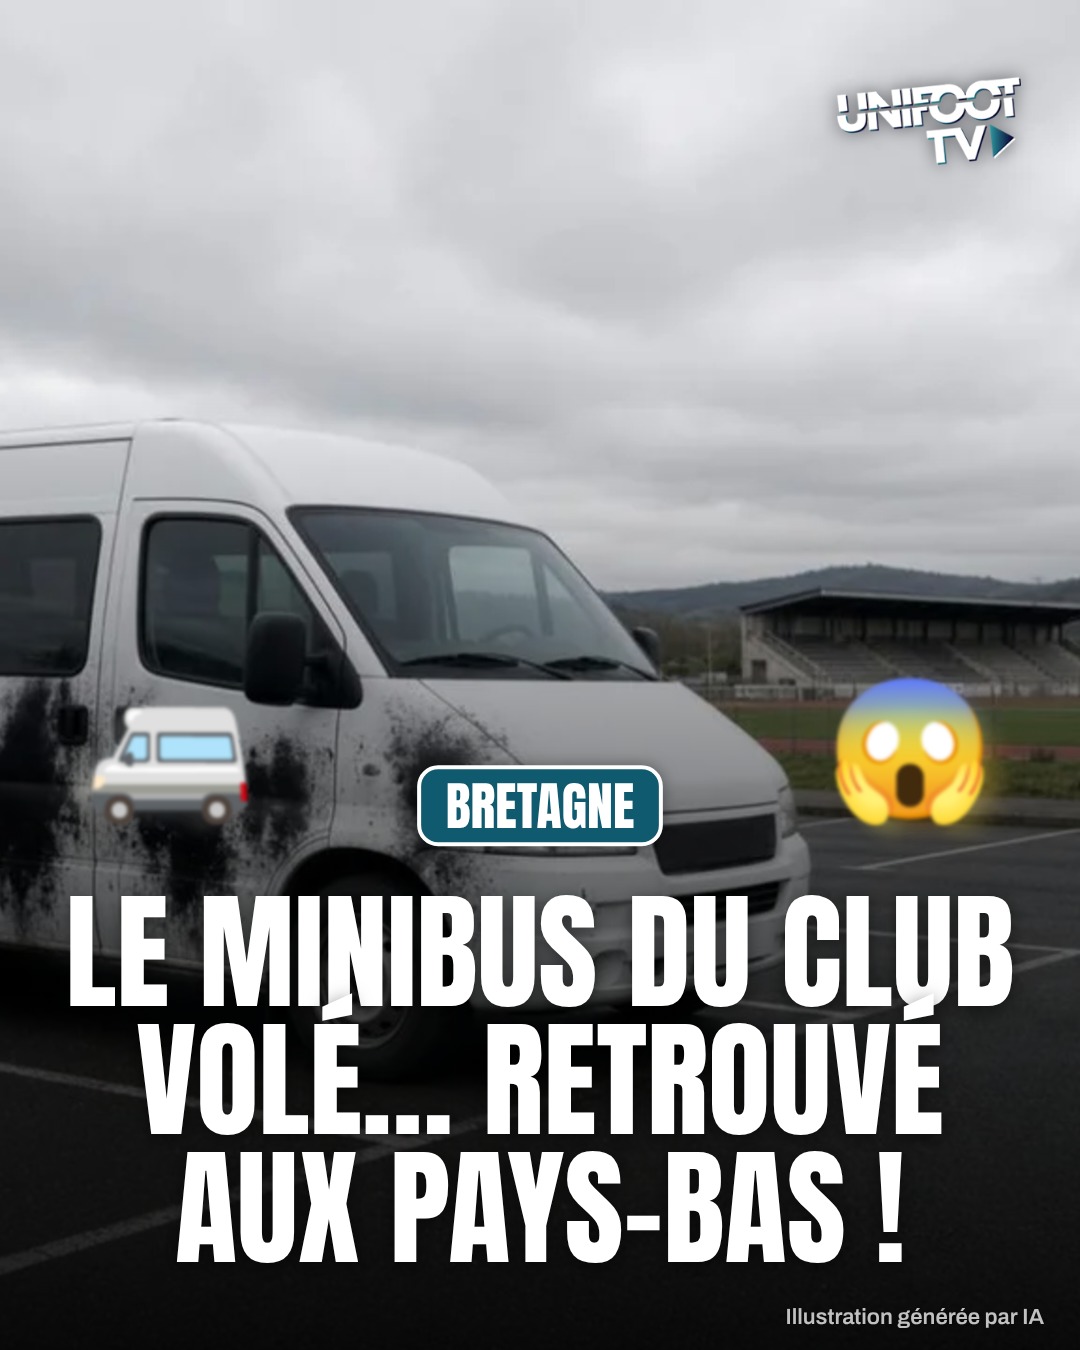 UNIFOOT
TV
BRETAGNE
LE MINIBUS DU CLUB
VOLÉ... RETROUVÉ
AUX PAYS-BAS !
Illustration générée par IA